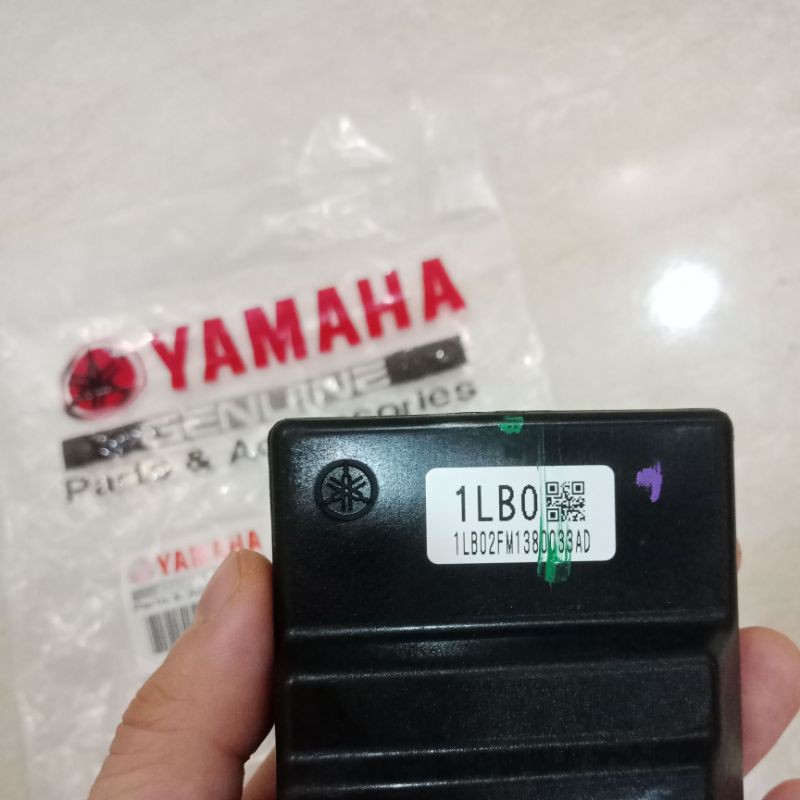 YAMAHA
GENUINE
Parts & Accessories
YAMAHA
1LB0
1LB02FM1380033AD